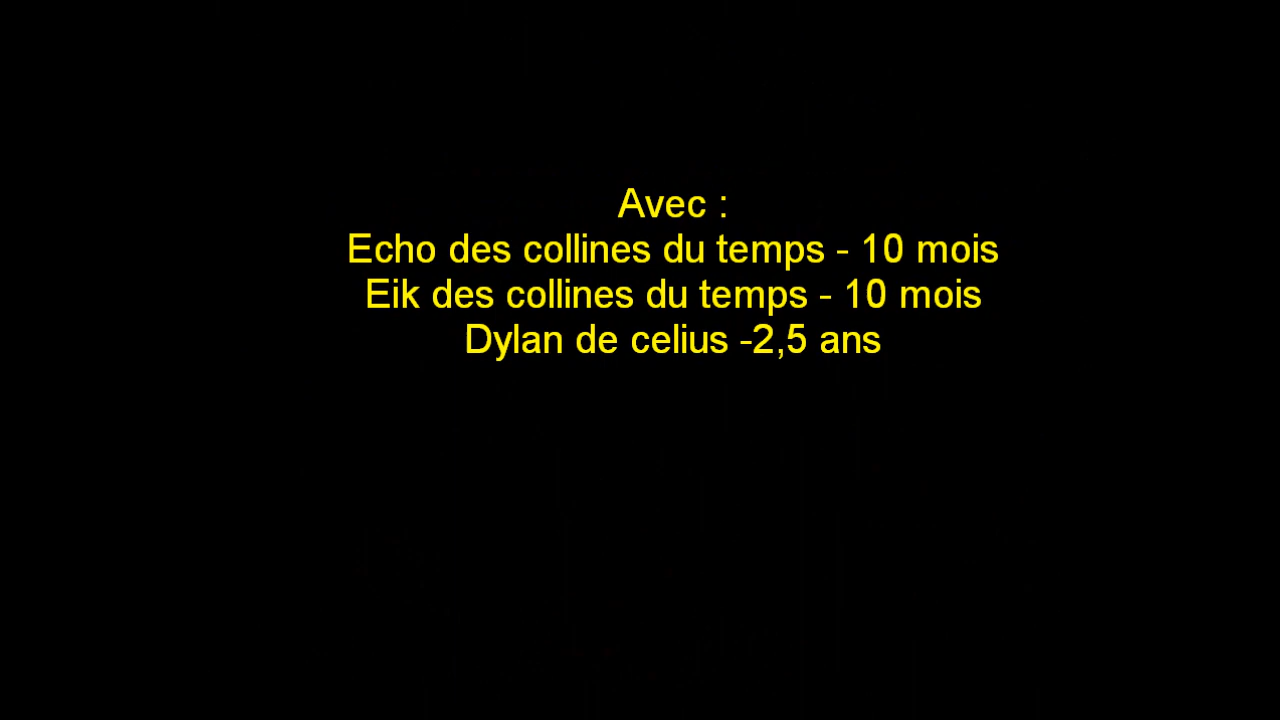 Avec :
Echo des collines du temps - 10 mois
Eik des collines du temps - 10 mois
Dylan de celius -2,5 ans